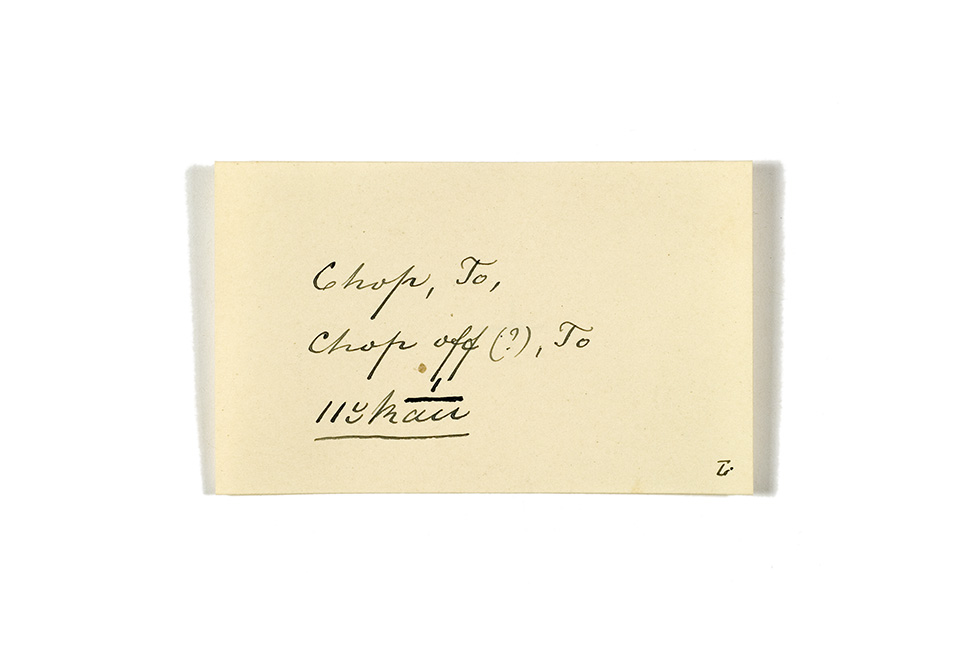 Chop, To,
Chop off (?), To